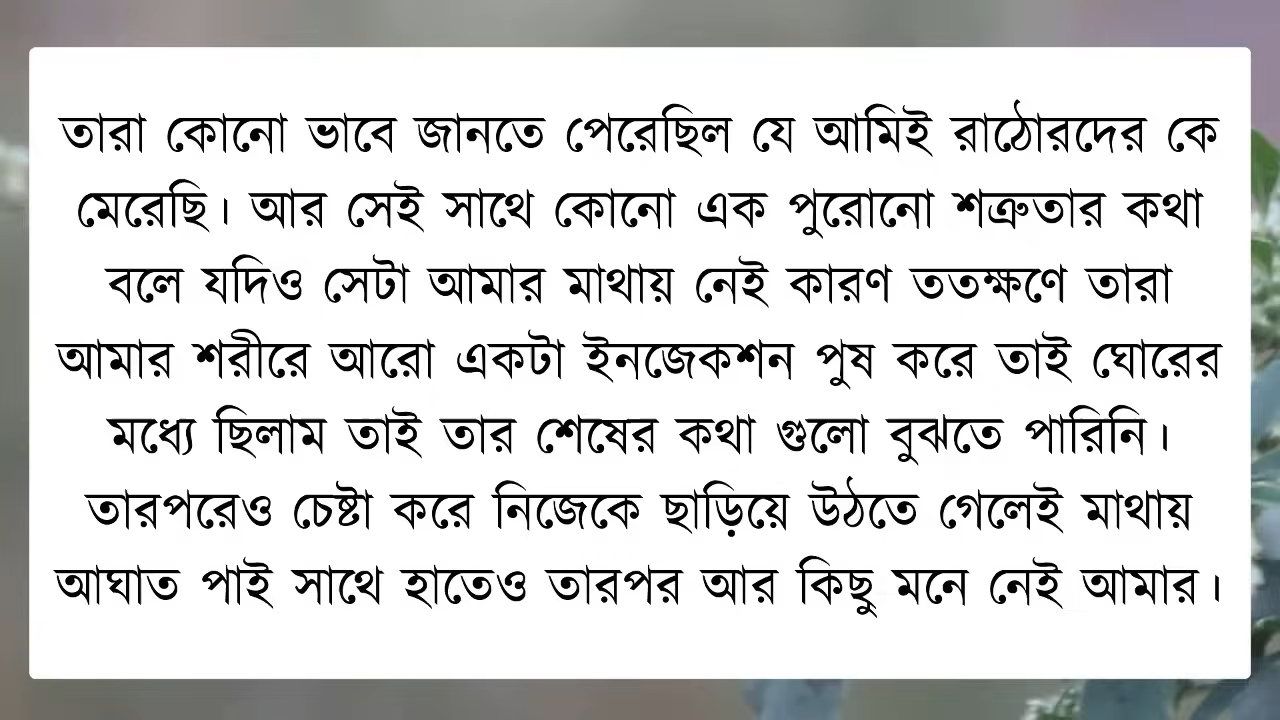 তারা কোনো ভাবে জানতে পেরেছিল যে আমিই রাঠোরদের কে
মেরেছি। আর সেই সাথে কোনো এক পুরোনো শত্রুতার কথা
বলে যদিও সেটা আমার মাথায় নেই কারণ ততক্ষণে তারা
আমার শরীরে আরো একটা ইনজেকশন পুষ করে তাই ঘোরের
মধ্যে ছিলাম তাই তার শেষের কথা গুলো বুঝতে পারিনি।
তারপরেও চেষ্টা করে নিজেকে ছাড়িয়ে উঠতে গেলেই মাথায়
আঘাত পাই সাথে হাতেও তারপর আর কিছু মনে নেই আমার।